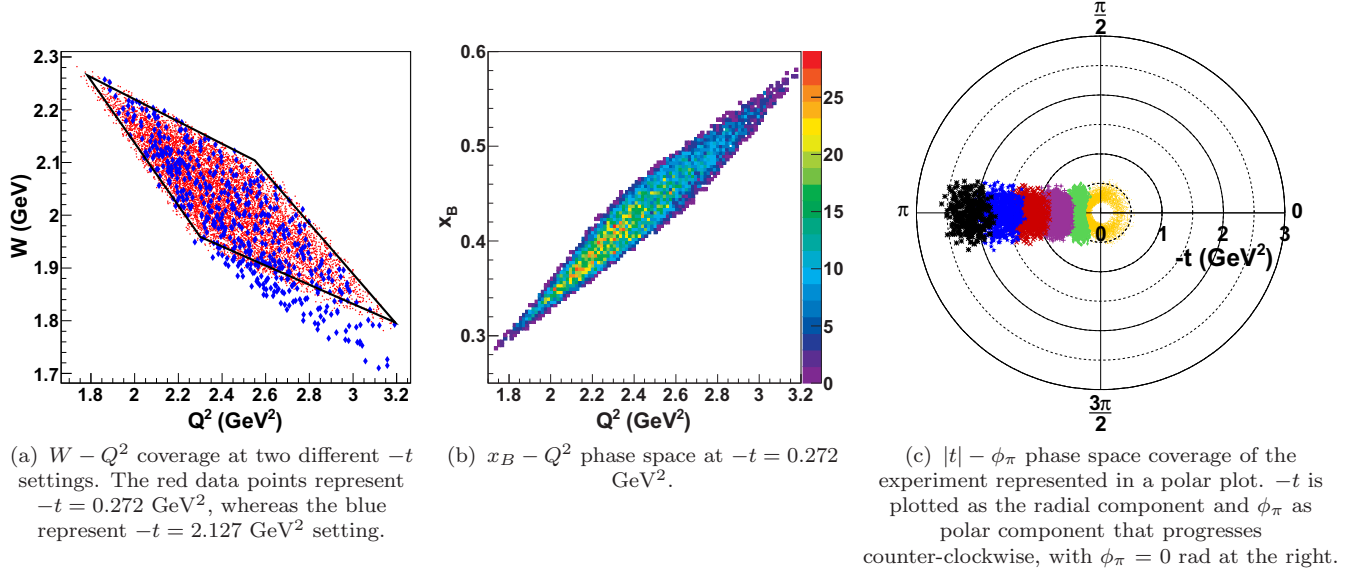 2.3
2.2
2.1
2
1.9
1.8
1.7
W (GeV)
1.8 2 2.2 2.4 2.6 2.8 3 3.2
Q² (GeV²)
(a) W − Q² coverage at two different −t
settings. The red data points represent
−t = 0.272 GeV², whereas the blue
represent −t = 2.127 GeV² setting.
0.6
0.5
0.4
0.3
x_B
1.8 2 2.2 2.4 2.6 2.8 3 3.2
Q² (GeV²)
25
20
15
10
5
0
(b) x_B − Q² phase space at −t = 0.272
GeV².
π/2
π
0
0 1 2 3
-t (GeV²)
3π/2
(c) |t| − φ_π phase space coverage of the
experiment represented in a polar plot. −t is
plotted as the radial component and φ_π as
polar component that progresses
counter-clockwise, with φ_π = 0 rad at the right.